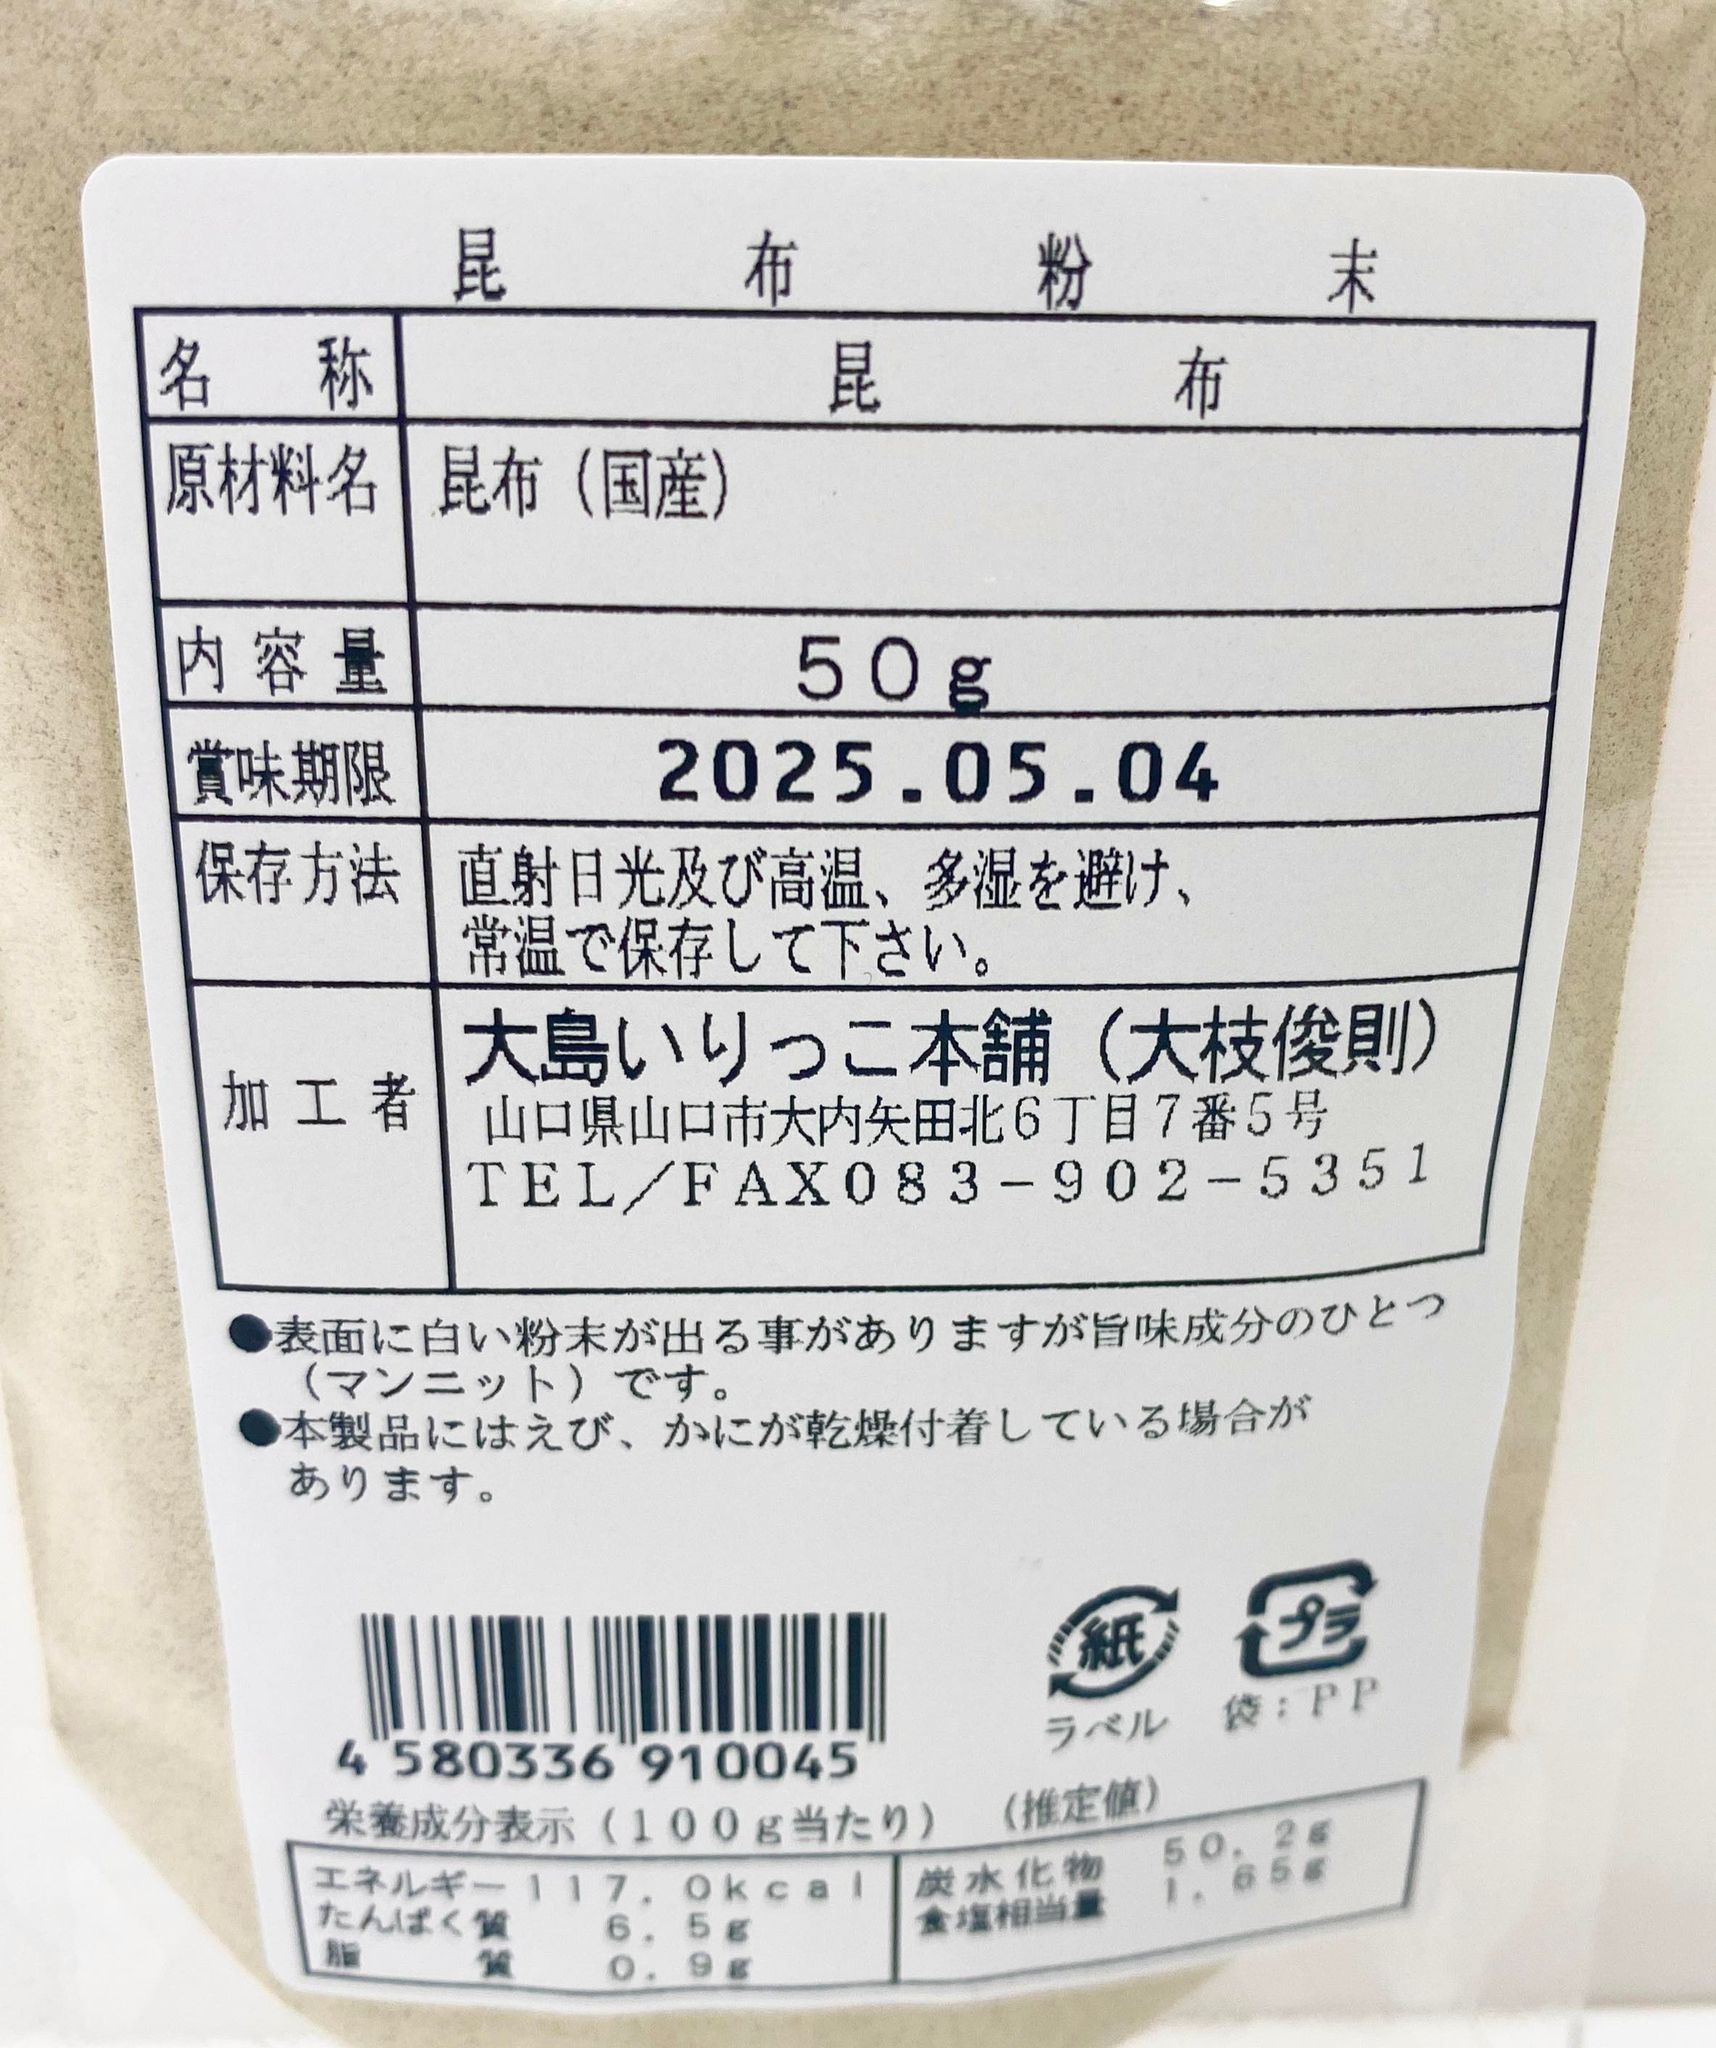 昆布粉末
名称 昆布
原材料名 昆布（国産）
内容量 50g
賞味期限 2025.05.04
保存方法 直射日光及び高温、多湿を避け、
常温で保存して下さい。
加工者 大島いりっこ本舗（大枝俊則）
山口県山口市大内矢田北6丁目7番5号
TEL／FAX083−902−5351
●表面に白い粉末が出る事がありますが旨味成分のひとつ
（マンニット）です。
●本製品にはえび、かにが乾燥付着している場合が
あります。
紙
ラベル
プラ
袋：PP
4 580336 910045
栄養成分表示（100g当たり） （推定値）
エネルギー 117.0kcal 炭水化物 50.2g
たんぱく質 6.5g 食塩相当量 1.65g
脂質 0.9g